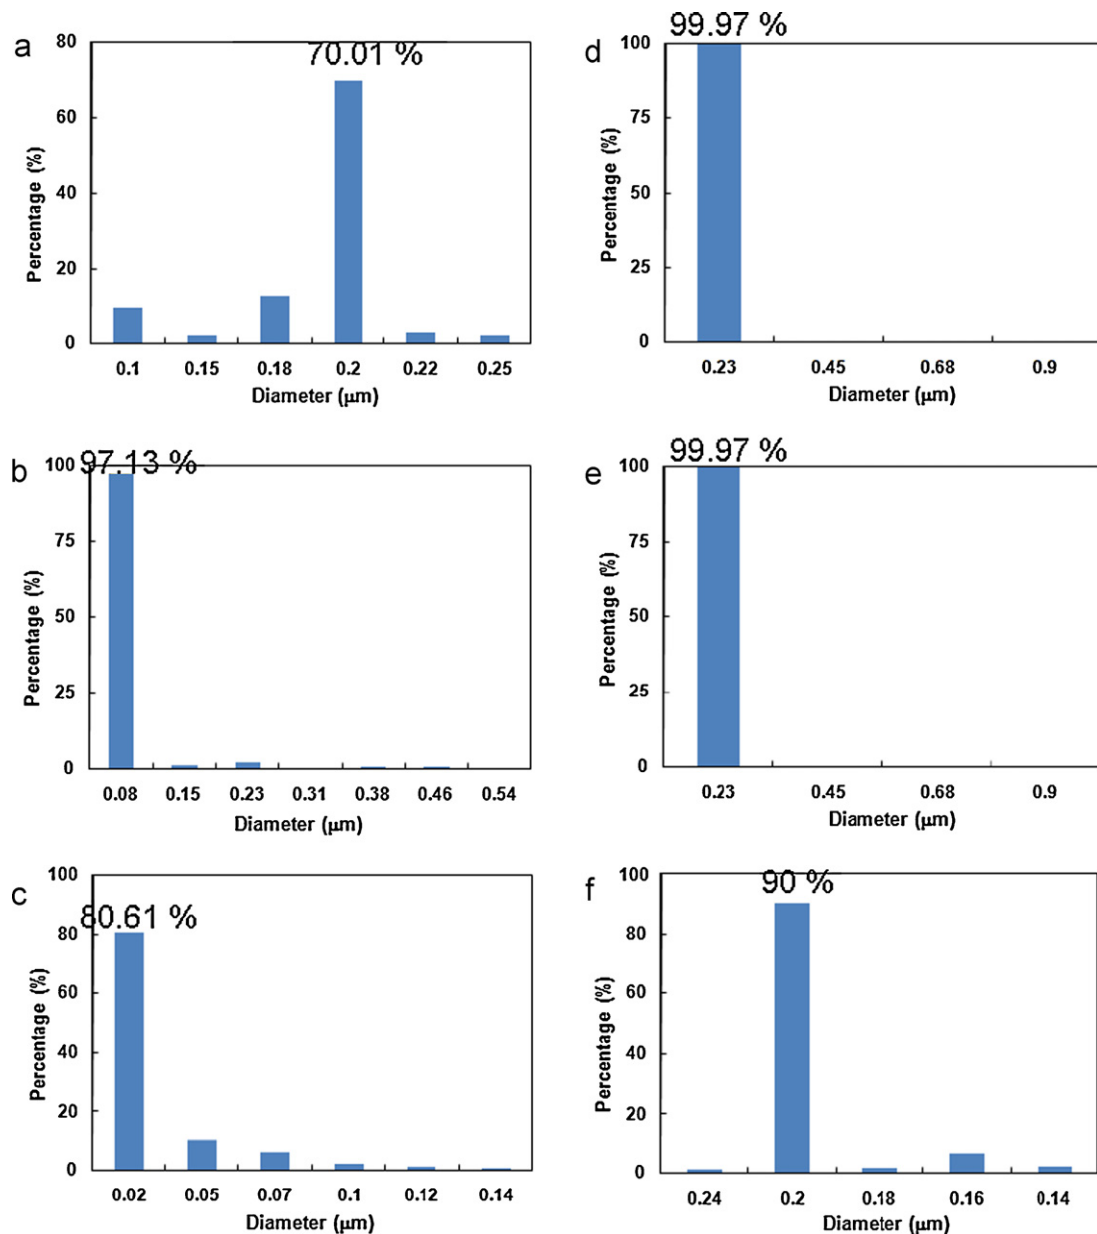 a
70.01 %
80
60
40
20
0
Percentage (%)
0.1 0.15 0.18 0.2 0.22 0.25
Diameter (µm)
d
99.97 %
100
75
50
25
0
Percentage (%)
0.23 0.45 0.68 0.9
Diameter (µm)
b
97.13 %
100
75
50
25
0
Percentage (%)
0.08 0.15 0.23 0.31 0.38 0.46 0.54
Diameter (µm)
e
99.97 %
100
75
50
25
0
Percentage (%)
0.23 0.45 0.68 0.9
Diameter (µm)
c
80.61 %
100
80
60
40
20
0
Percentage (%)
0.02 0.05 0.07 0.1 0.12 0.14
Diameter (µm)
f
90 %
100
80
60
40
20
0
Percentage (%)
0.24 0.2 0.18 0.16 0.14
Diameter (µm)